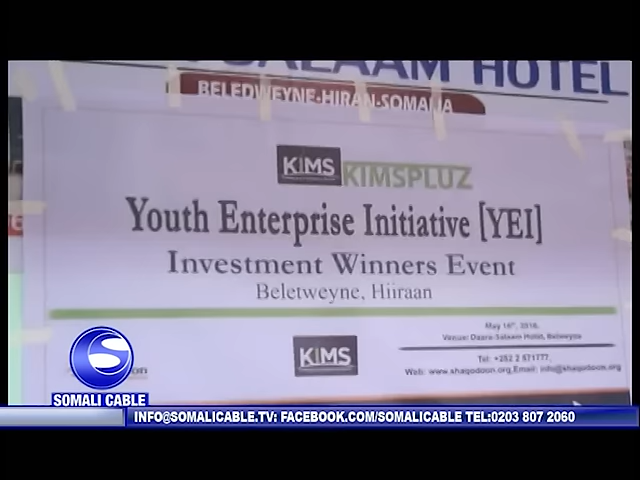 SALAAM HOTEL
BELEDWEYNE-HIRAN-SOMALIA
KIMS KIMSPLUZ
Youth Enterprise Initiative [YEI]
Investment Winners Event
Beletweyne, Hiiraan
KIMS
May 16th, 2016,
Venue: Daara-Salaam Hotel, Beletwyne
Tel: +252 2 571777,
Web: www.shaqodoon.org,Email: info@shaqodoon.org
S
SOMALI CABLE
INFO@SOMALICABLE.TV: FACEBOOK.COM/SOMALICABLE TEL:0203 807 2060